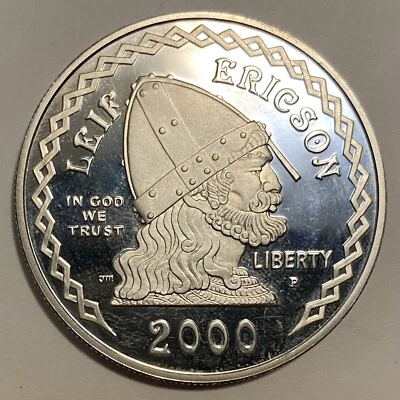 LEIF ERICSON
IN GOD
WE
TRUST
LIBERTY
P
2000